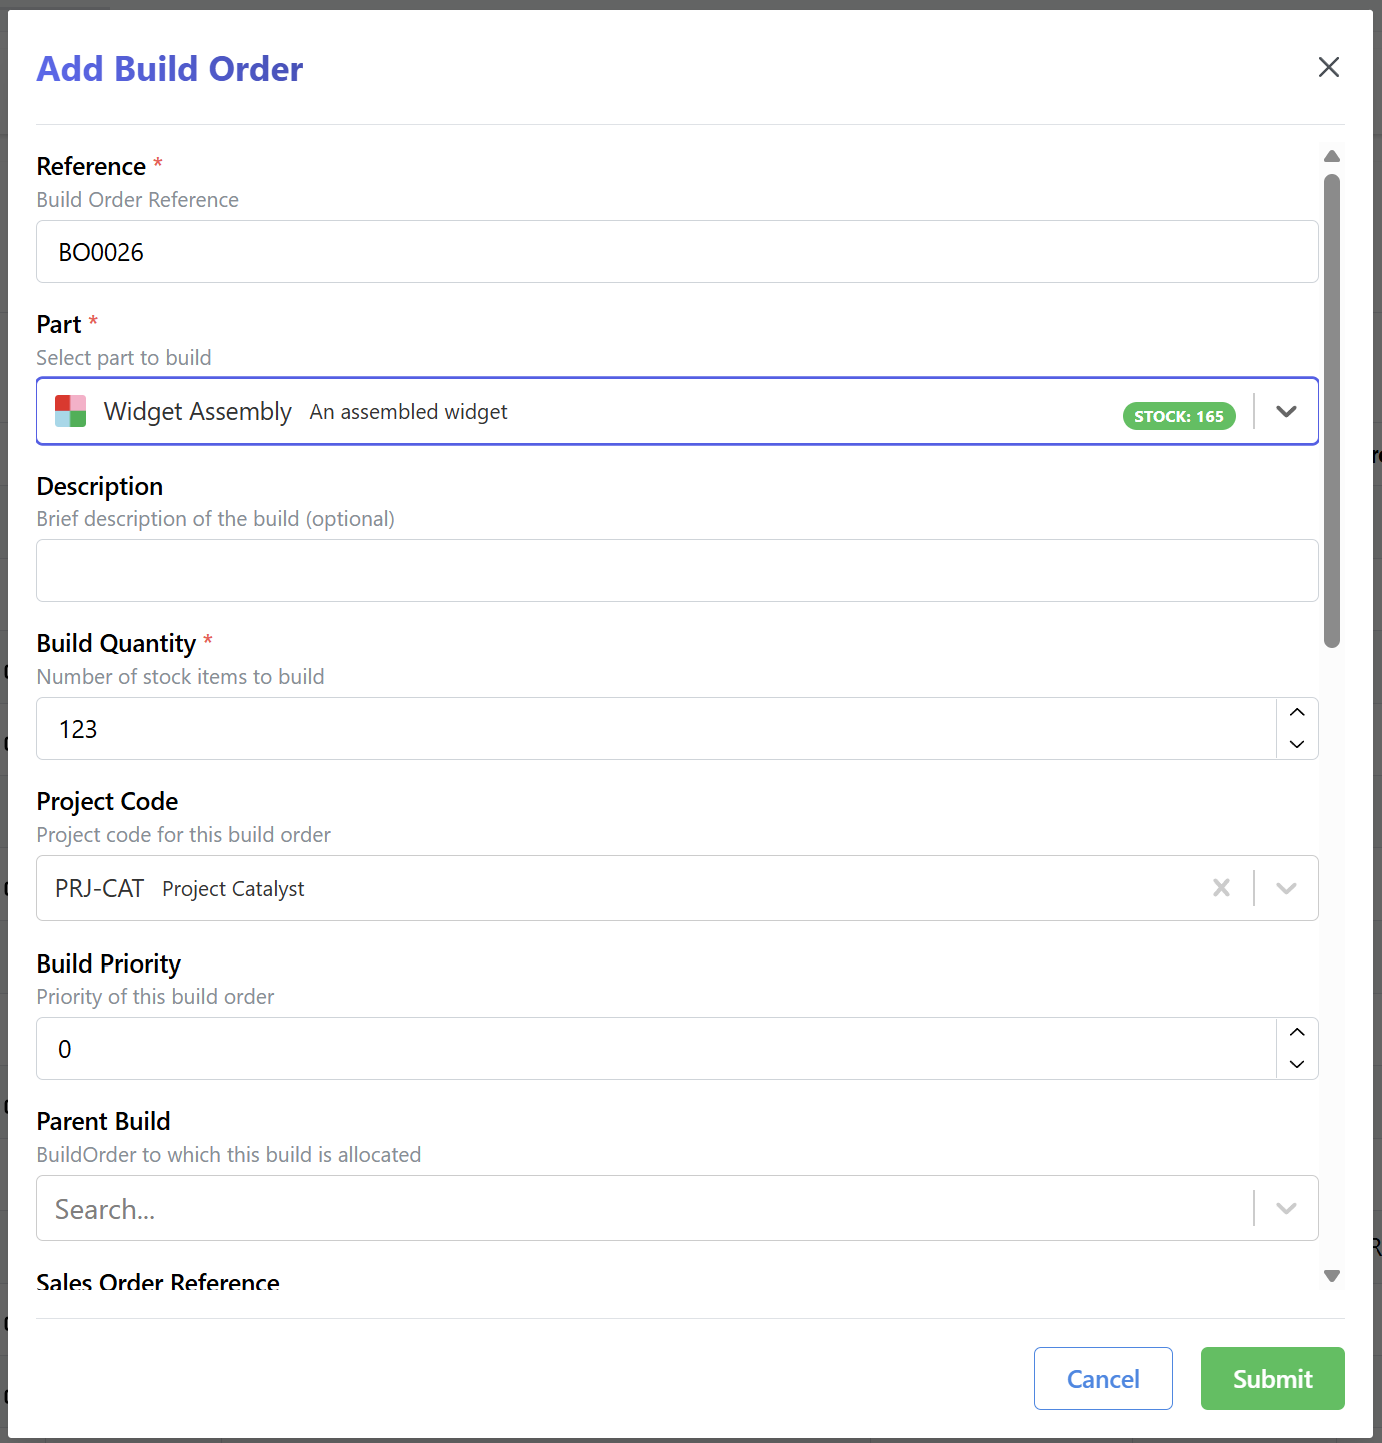 Add Build Order
Reference *
Build Order Reference
BO0026
Part *
Select part to build
Widget Assembly An assembled widget STOCK: 165
Description
Brief description of the build (optional)
Build Quantity *
Number of stock items to build
123
Project Code
Project code for this build order
PRJ-CAT Project Catalyst
Build Priority
Priority of this build order
0
Parent Build
BuildOrder to which this build is allocated
Search...
Sales Order Reference
Cancel Submit